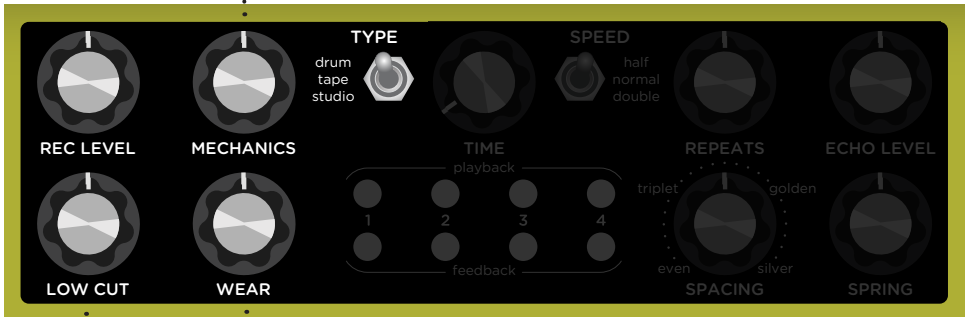 TYPE
SPEED
drum
tape
studio
half
normal
double
REC LEVEL
MECHANICS
TIME
REPEATS
ECHO LEVEL
playback
triplet
golden
1
2
3
4
feedback
even
silver
LOW CUT
WEAR
SPACING
SPRING